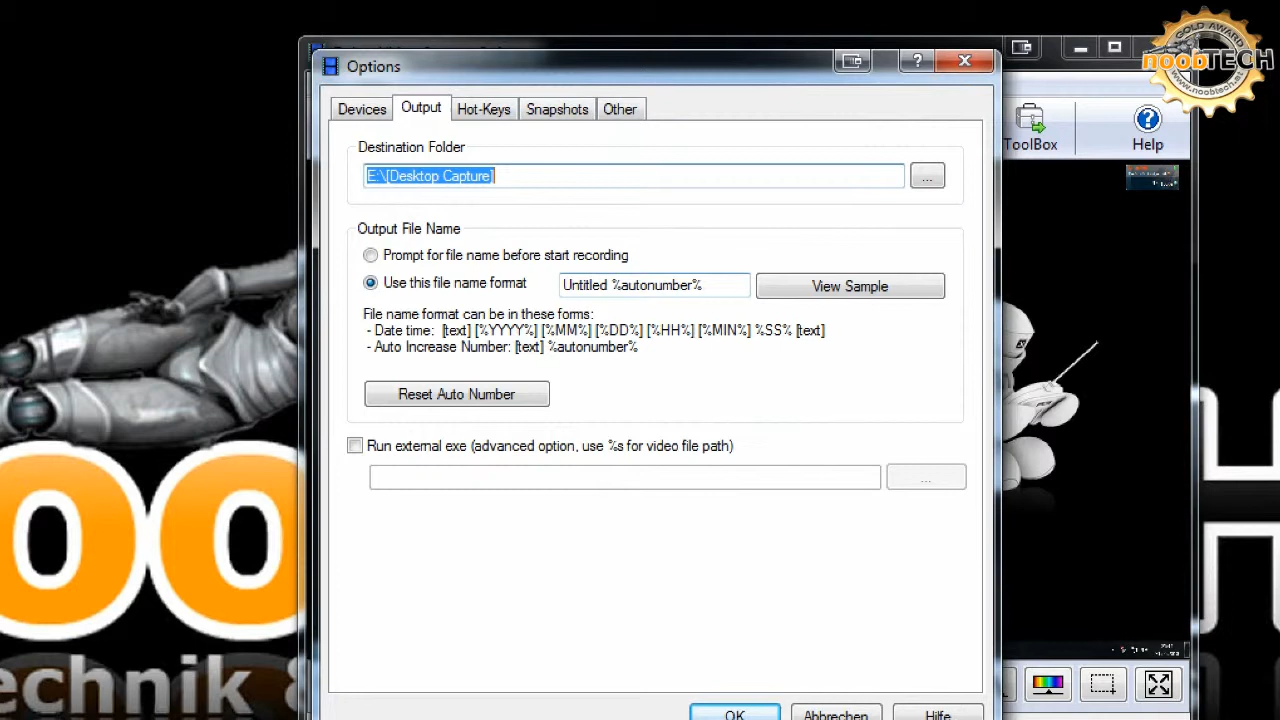 GOLD AWARD
noobTECH
www.noobtech.at
Options
?
Devices
Output
Hot-Keys
Snapshots
Other
ToolBox
Help
Destination Folder
E:\[Desktop Capture]
...
Output File Name
Prompt for file name before start recording
Use this file name format
Untitled %autonumber%
View Sample
File name format can be in these forms:
- Date time: [text] [%YYYY%] [%MM%] [%DD%] [%HH%] [%MIN%] %SS% [text]
- Auto Increase Number: [text] %autonumber%
Reset Auto Number
Run external exe (advanced option, use %s for video file path)
...
OO
H
echnik &
OK
Abbrechen
Hilfe